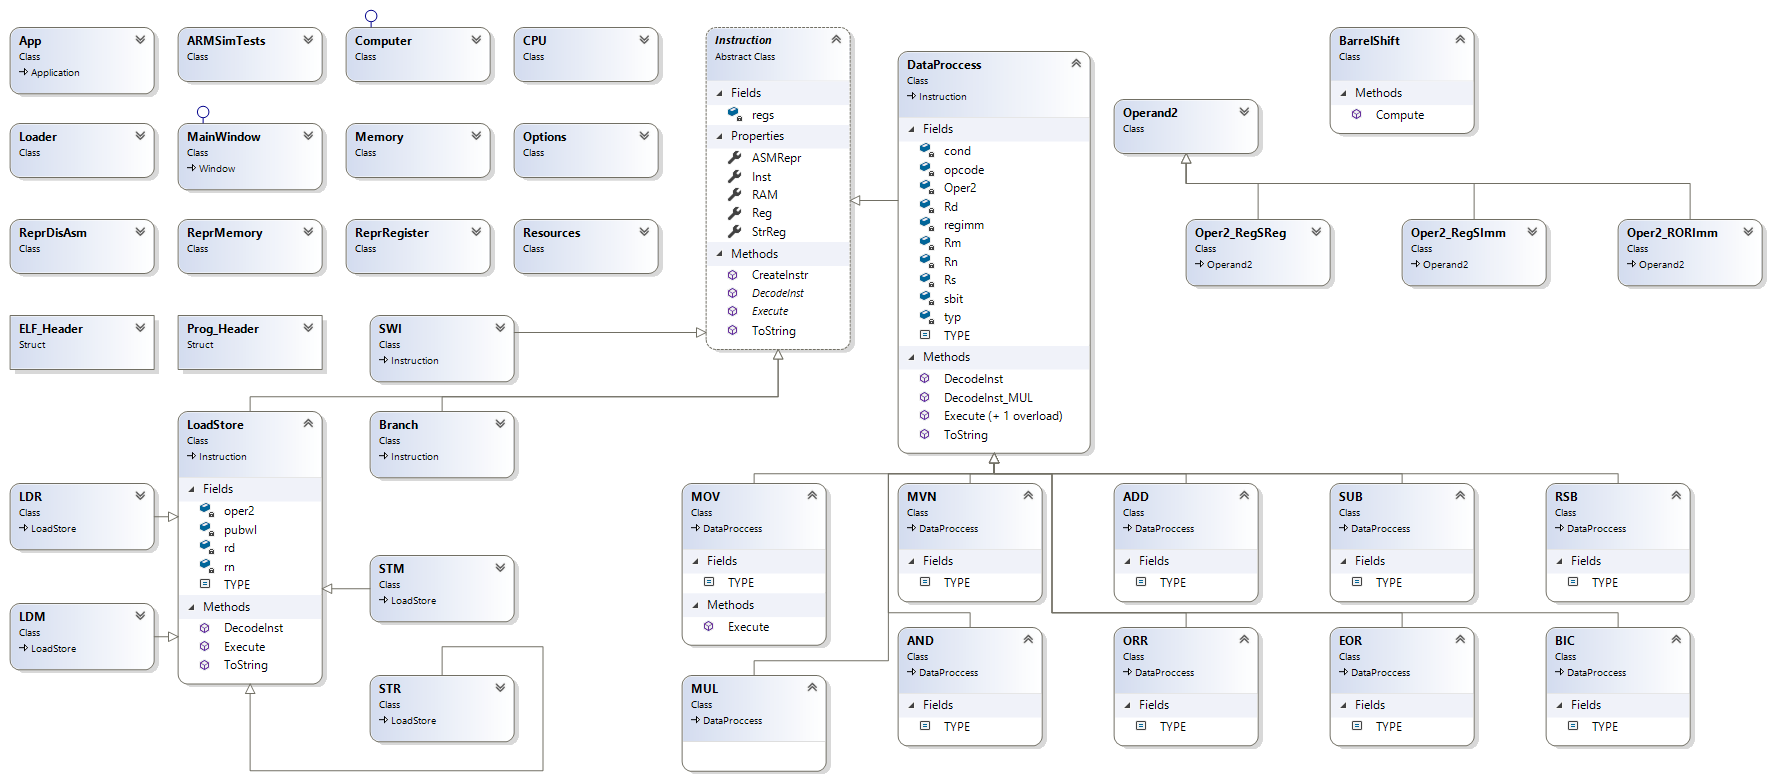 App
Class
Application
ARMSimTests
Class
Computer
Class
CPU
Class
Loader
Class
MainWindow
Class
Window
Memory
Class
Options
Class
ReprDisAsm
Class
ReprMemory
Class
ReprRegister
Class
Resources
Class
ELF_Header
Struct
Prog_Header
Struct
SWI
Class
Instruction
Instruction
Abstract Class
Fields
regs
Properties
ASMRepr
Inst
RAM
Reg
StrReg
Methods
CreateInstr
DecodeInst
Execute
ToString
DataProccess
Class
Instruction
Fields
cond
opcode
Oper2
Rd
regimm
Rm
Rn
Rs
sbit
typ
TYPE
Methods
DecodeInst
DecodeInst_MUL
Execute (+ 1 overload)
ToString
Operand2
Class
BarrelShift
Class
Methods
Compute
Oper2_RegSReg
Class
Operand2
Oper2_RegSImm
Class
Operand2
Oper2_RORImm
Class
Operand2
LoadStore
Class
Instruction
Fields
oper2
pubwl
rd
rn
TYPE
Methods
DecodeInst
Execute
ToString
Branch
Class
Instruction
LDR
Class
LoadStore
LDM
Class
LoadStore
STM
Class
LoadStore
STR
Class
LoadStore
MOV
Class
DataProccess
Fields
TYPE
Methods
Execute
MVN
Class
DataProccess
Fields
TYPE
ADD
Class
DataProccess
Fields
TYPE
SUB
Class
DataProccess
Fields
TYPE
RSB
Class
DataProccess
Fields
TYPE
MUL
Class
DataProccess
AND
Class
DataProccess
Fields
TYPE
ORR
Class
DataProccess
Fields
TYPE
EOR
Class
DataProccess
Fields
TYPE
BIC
Class
DataProccess
Fields
TYPE